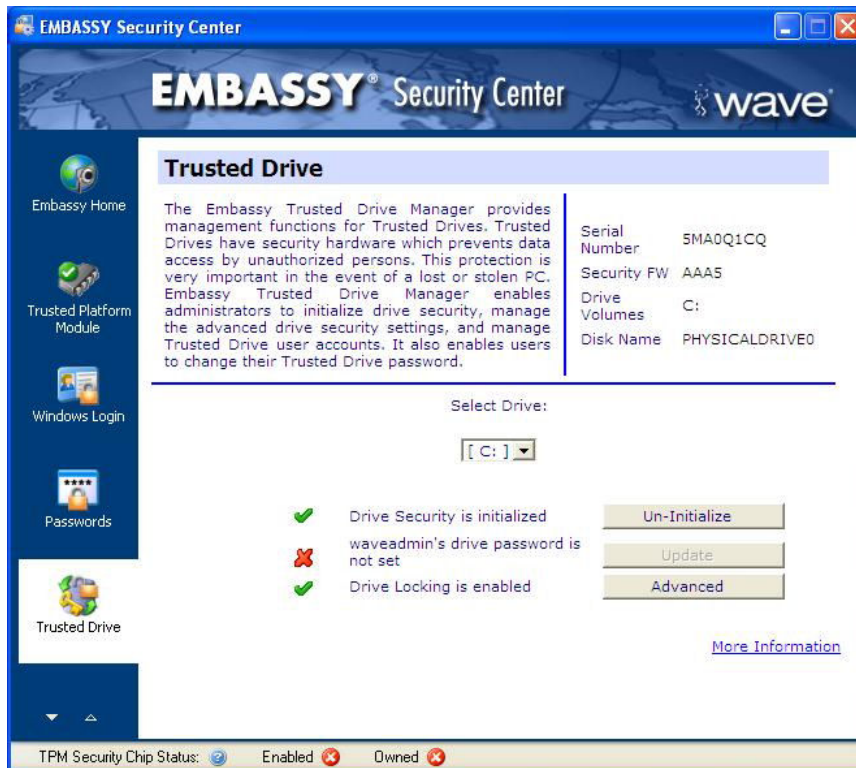 EMBASSY Security Center
EMBASSY® Security Center
wave
Embassy Home
Trusted Platform
Module
Windows Login
****
Passwords
Trusted Drive
Trusted Drive
The Embassy Trusted Drive Manager provides
management functions for Trusted Drives. Trusted
Drives have security hardware which prevents data
access by unauthorized persons. This protection is
very important in the event of a lost or stolen PC.
Embassy Trusted Drive Manager enables
administrators to initialize drive security, manage
the advanced drive security settings, and manage
Trusted Drive user accounts. It also enables users
to change their Trusted Drive password.
Serial
Number 5MA0Q1CQ
Security FW AAA5
Drive
Volumes C:
Disk Name PHYSICALDRIVE0
Select Drive:
[ C: ]
Drive Security is initialized Un-Initialize
waveadmin's drive password is
not set Update
Drive Locking is enabled Advanced
More Information
TPM Security Chip Status: ? Enabled Owned